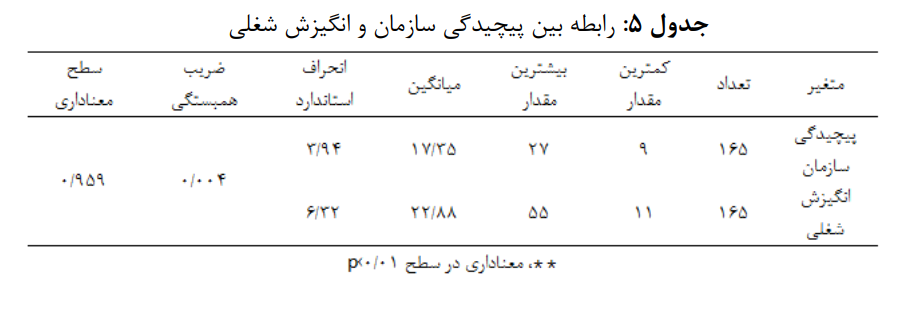 جدول ۵: رابطه بین پیچیدگی سازمان و انگیزش شغلی
متغیر تعداد کمترین مقدار بیشترین مقدار میانگین انحراف استاندارد ضریب همبستگی سطح معناداری
پیچیدگی سازمان ۱۶۵ ۹ ۲۷ ۱۷/۳۵ ۳/۹۴ ۰/۰۰۴ ۰/۹۵۹
انگیزش شغلی ۱۶۵ ۱۱ ۵۵ ۲۲/۸۸ ۶/۳۲
**، معناداری در سطح p<۰/۰۱